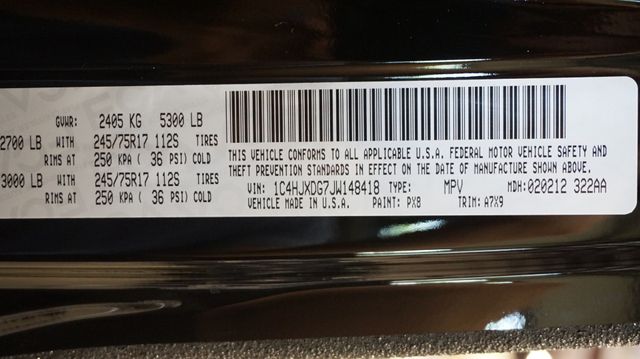 GVWR: 2405 KG 5300 LB
2700 LB WITH 245/75R17 112S TIRES
RIMS AT 250 KPA ( 36 PSI) COLD
3000 LB WITH 245/75R17 112S TIRES
RIMS AT 250 KPA ( 36 PSI) COLD
THIS VEHICLE CONFORMS TO ALL APPLICABLE U.S.A. FEDERAL MOTOR VEHICLE SAFETY AND
THEFT PREVENTION STANDARDS IN EFFECT ON THE DATE OF MANUFACTURE SHOWN ABOVE.
VIN: 1C4HJXDG7JW148418 TYPE: MPV MDH: 020212 322AA
VEHICLE MADE IN U.S.A. PAINT: PX8 TRIM: A7X9